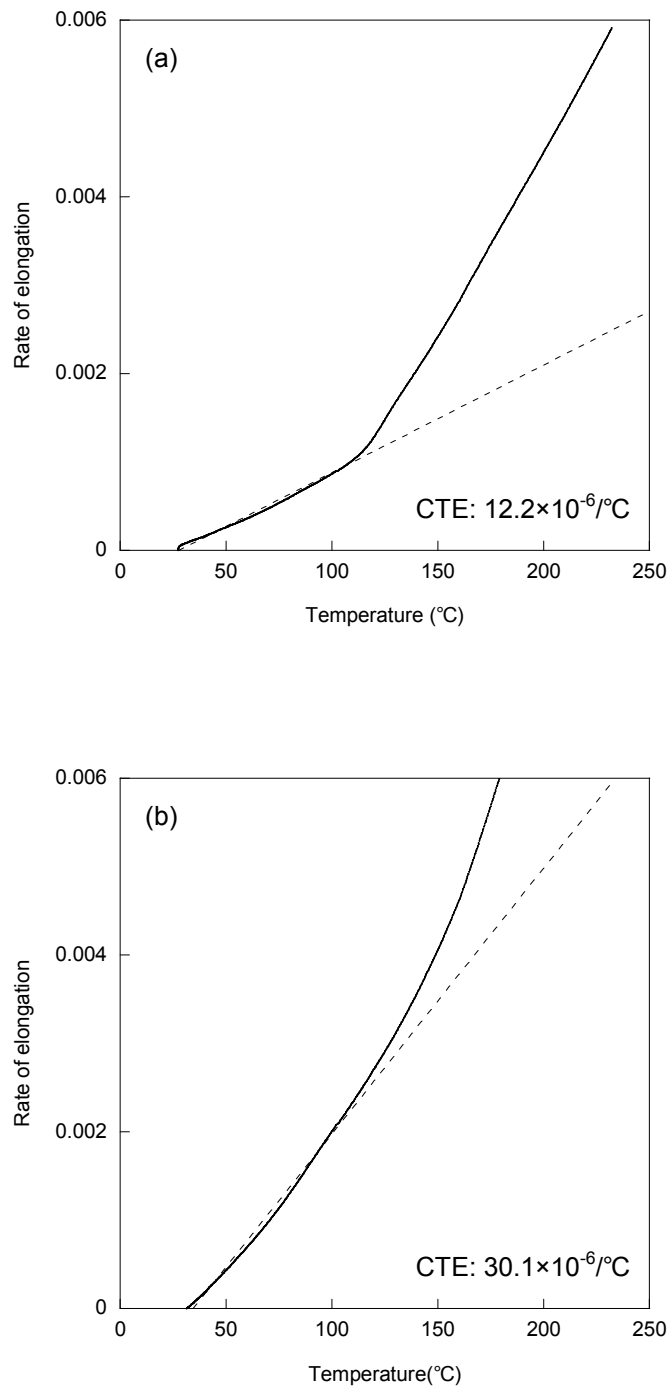 0.006
(a)
0.004
Rate of elongation
0.002
CTE: 12.2×10⁻⁶/℃
0
0 50 100 150 200 250
Temperature (℃)
0.006
(b)
0.004
Rate of elongation
0.002
CTE: 30.1×10⁻⁶/℃
0
0 50 100 150 200 250
Temperature(℃)